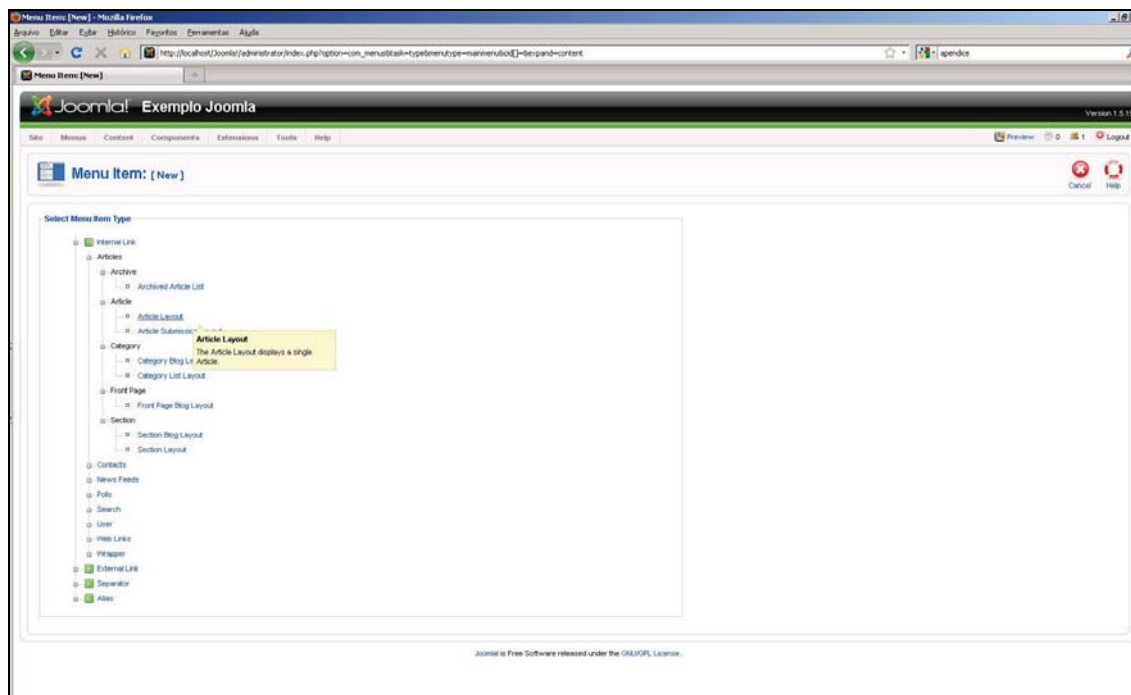 Menu Item: [New] - Mozilla Firefox
Arquivo Editar Exibir Histórico Favoritos Ferramentas Ajuda
http://localhost/Joomla!/administrator/index.php?option=com_menus&task=type&menutype=mainmenu&cid[]=&expand=content
apendice
Menu Item: [New]
Joomla! Exemplo Joomla
Version 1.5.15
Site Menus Content Components Extensions Tools Help
Preview 0 1 Logout
Menu Item: [ New ]
Cancel Help
Select Menu Item Type
Internal Link
Articles
Archive
Archived Article List
Article
Article Layout
Article Submission
Article Layout
The Article Layout displays a single
Article.
Category
Category Blog
Category List Layout
Front Page
Front Page Blog Layout
Section
Section Blog Layout
Section Layout
Contacts
News Feeds
Polls
Search
User
Web Links
Wrapper
External Link
Separator
Alias
Joomla! is Free Software released under the GNU/GPL License.